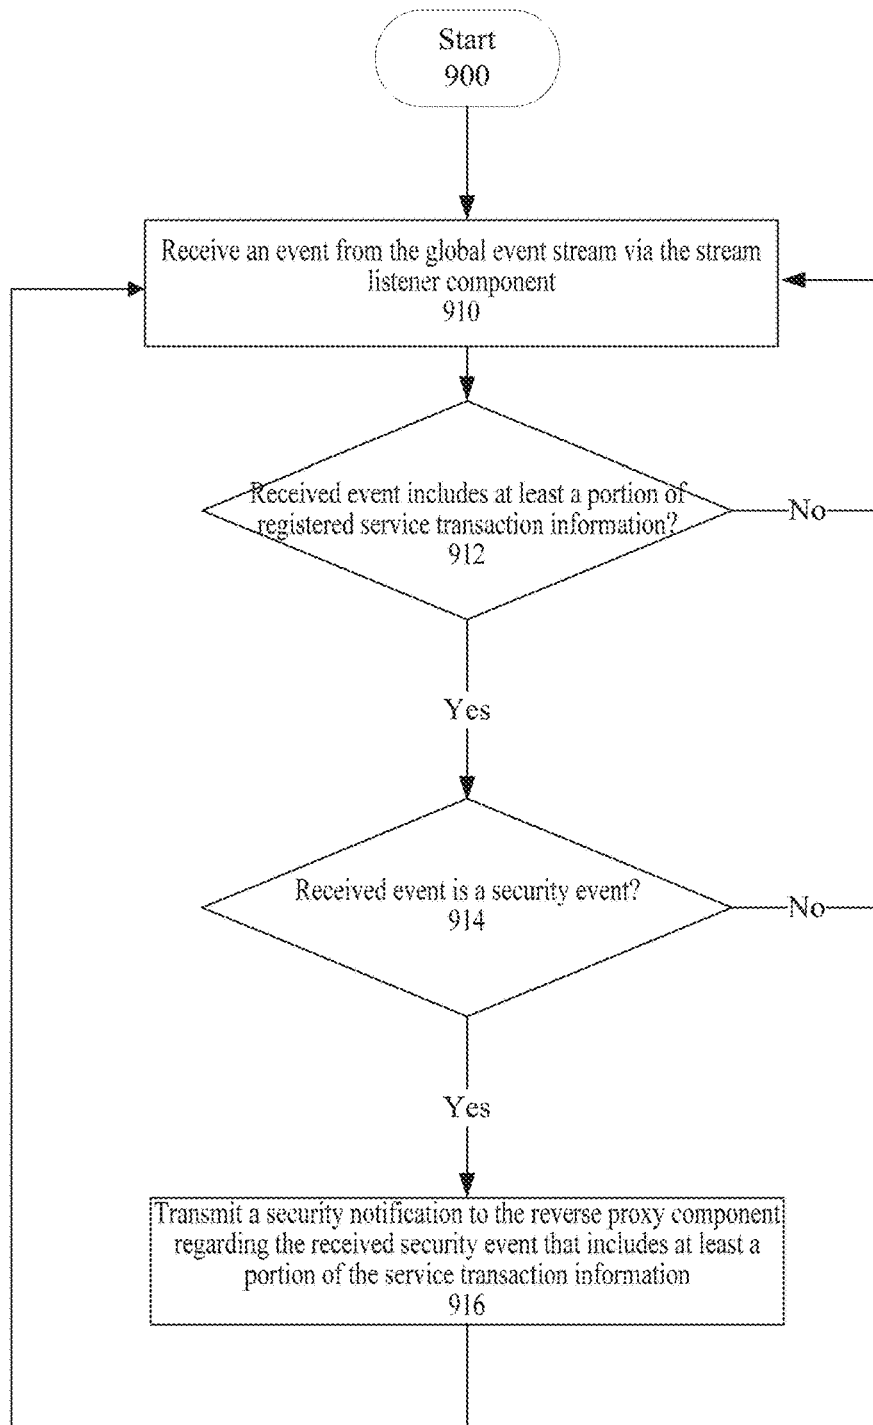 Start
900
Receive an event from the global event stream via the stream
listener component
910
Received event includes at least a portion of
registered service transaction information?
912
No
Yes
Received event is a security event?
914
No
Yes
Transmit a security notification to the reverse proxy component
regarding the received security event that includes at least a
portion of the service transaction information
916